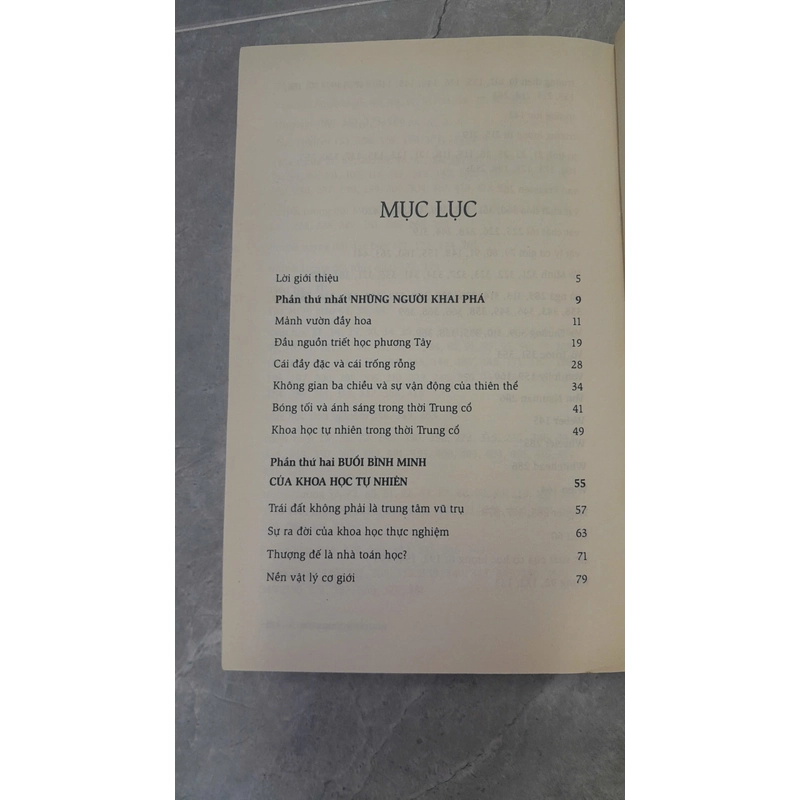 MỤC LỤC
Lời giới thiệu 5
Phần thứ nhất NHỮNG NGƯỜI KHAI PHÁ 9
Mảnh vườn đầy hoa 11
Đầu nguồn triết học phương Tây 19
Cái đầy đặc và cái trống rỗng 28
Không gian ba chiều và sự vận động của thiên thể 34
Bóng tối và ánh sáng trong thời Trung cổ 41
Khoa học tự nhiên trong thời Trung cổ 49
Phần thứ hai BUỔI BÌNH MINH
CỦA KHOA HỌC TỰ NHIÊN 55
Trái đất không phải là trung tâm vũ trụ 57
Sự ra đời của khoa học thực nghiệm 63
Thượng đế là nhà toán học? 71
Nền vật lý cơ giới 79